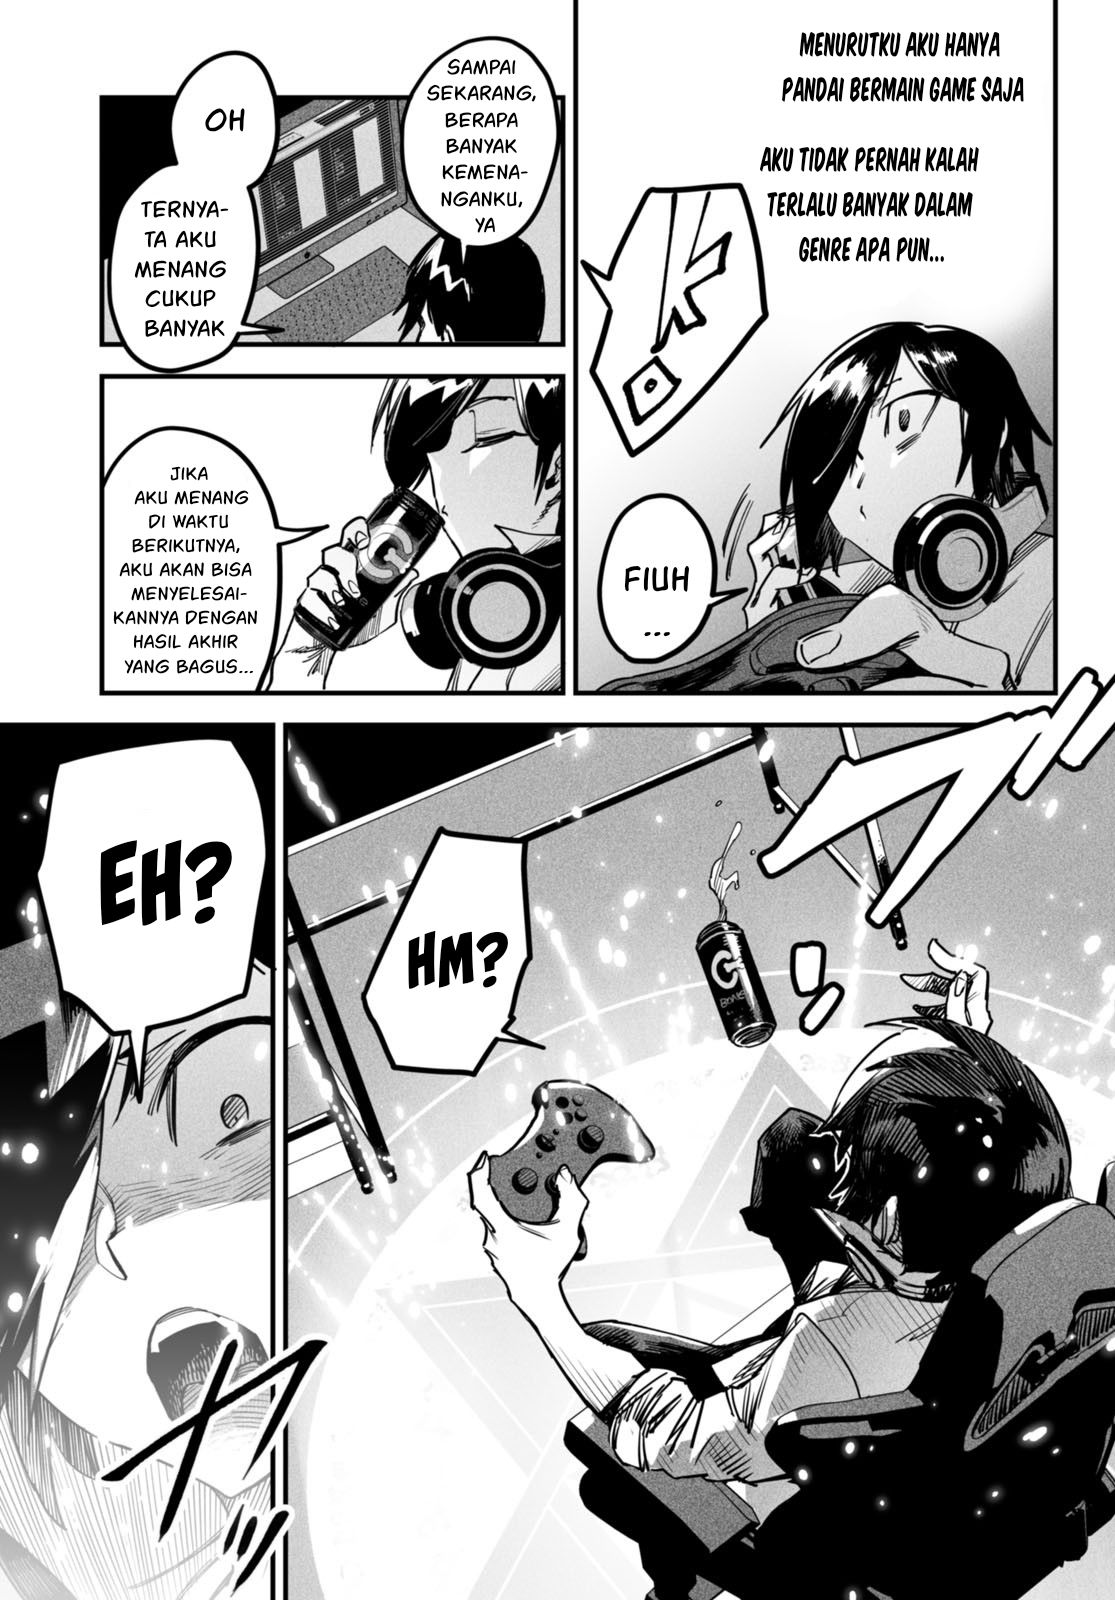 MENURUTKU AKU HANYA
PANDAI BERMAIN GAME SAJA
AKU TIDAK PERNAH KALAH
TERLALU BANYAK DALAM
GENRE APA PUN...
FIUH
...
SAMPAI
SEKARANG,
BERAPA
BANYAK
KEMENA-
NGANKU,
YA
OH
TERNYA-
TA AKU
MENANG
CUKUP
BANYAK
JIKA
AKU MENANG
DI WAKTU
BERIKUTNYA,
AKU AKAN BISA
MENYELESAI-
KANNYA DENGAN
HASIL AKHIR
YANG BAGUS...
HM?
EH?